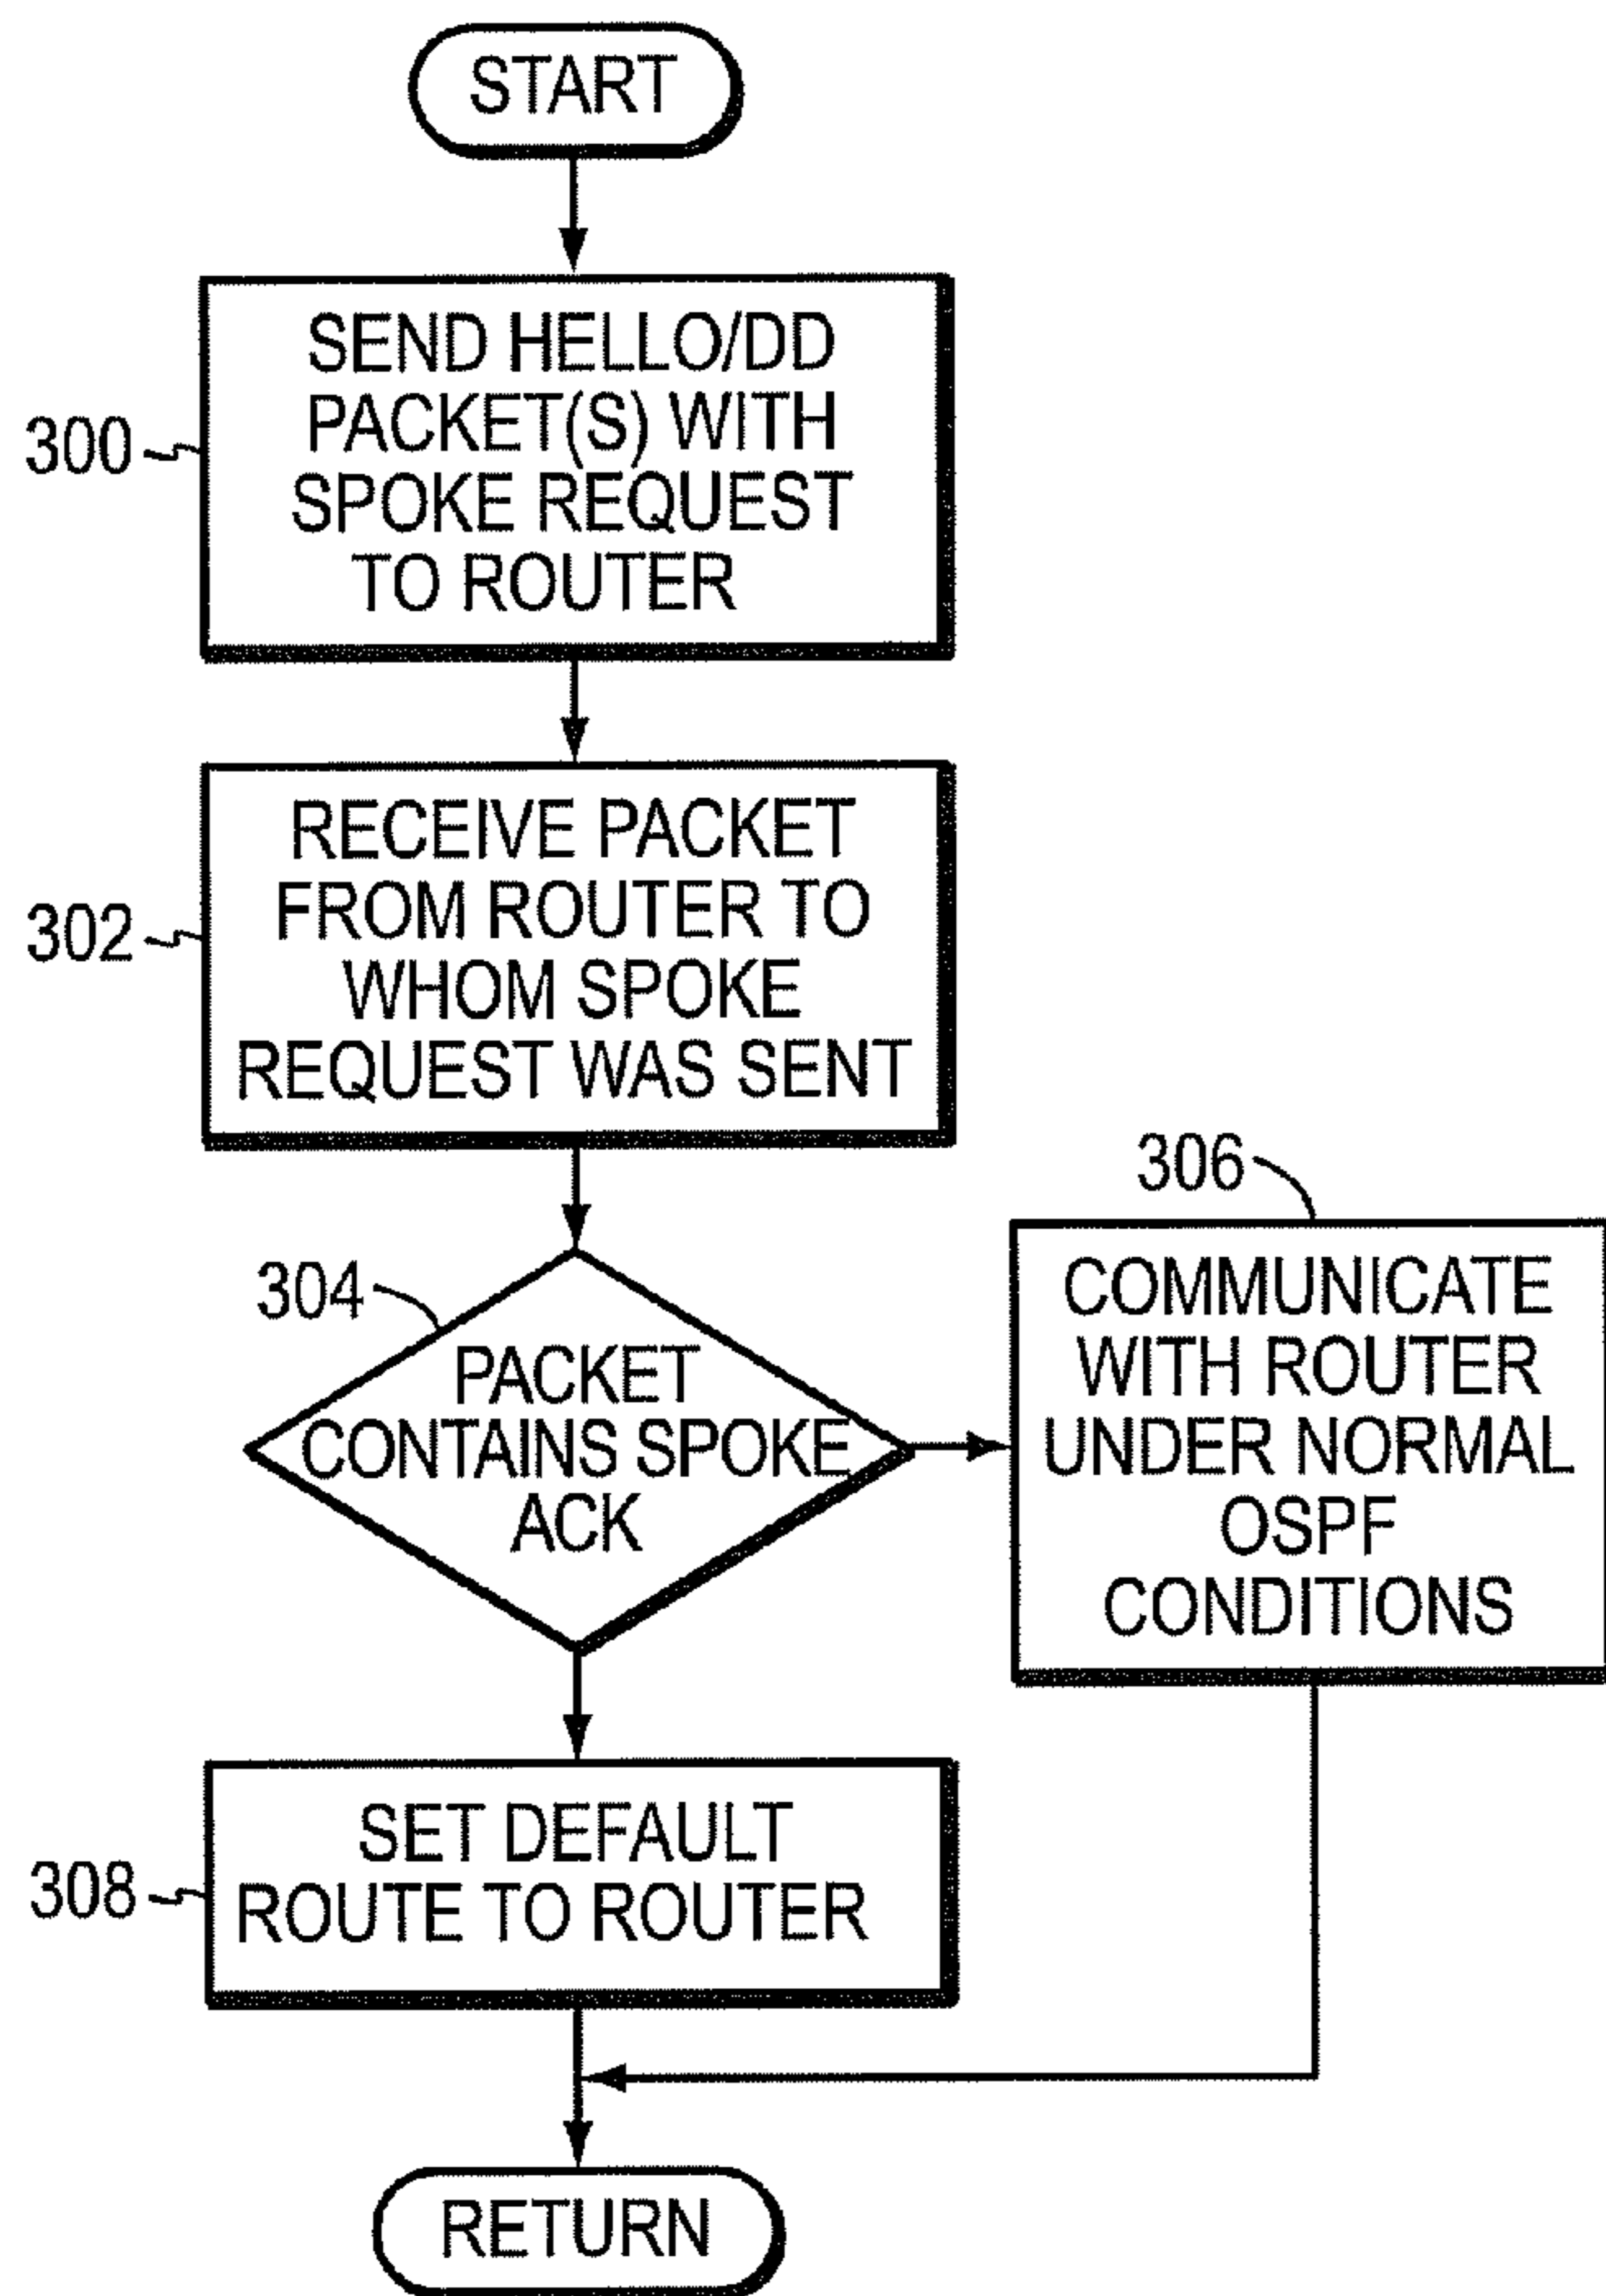 START
300
SEND HELLO/DD
PACKET(S) WITH
SPOKE REQUEST
TO ROUTER
302
RECEIVE PACKET
FROM ROUTER TO
WHOM SPOKE
REQUEST WAS SENT
304
PACKET
CONTAINS SPOKE
ACK
306
COMMUNICATE
WITH ROUTER
UNDER NORMAL
OSPF
CONDITIONS
308
SET DEFAULT
ROUTE TO ROUTER
RETURN